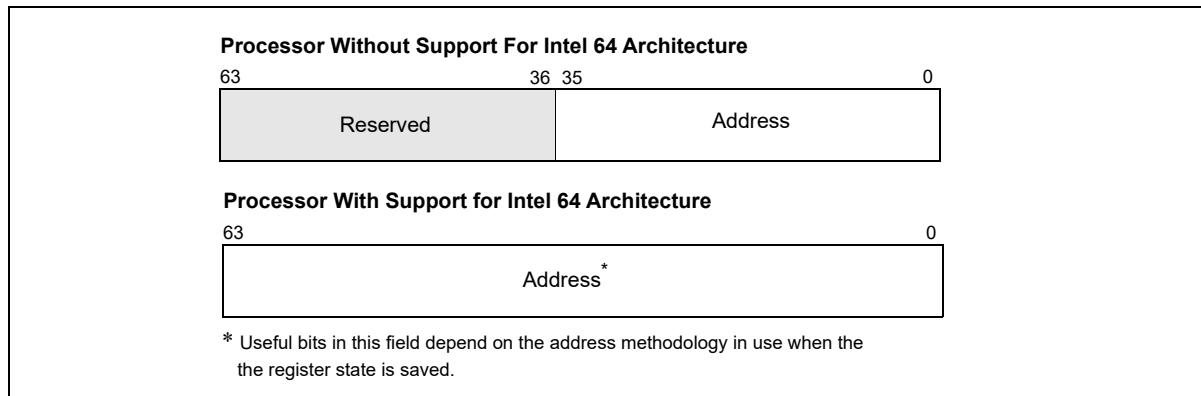 Processor Without Support For Intel 64 Architecture
63 36 35 0
Reserved Address
Processor With Support for Intel 64 Architecture
63 0
Address*
* Useful bits in this field depend on the address methodology in use when the
the register state is saved.